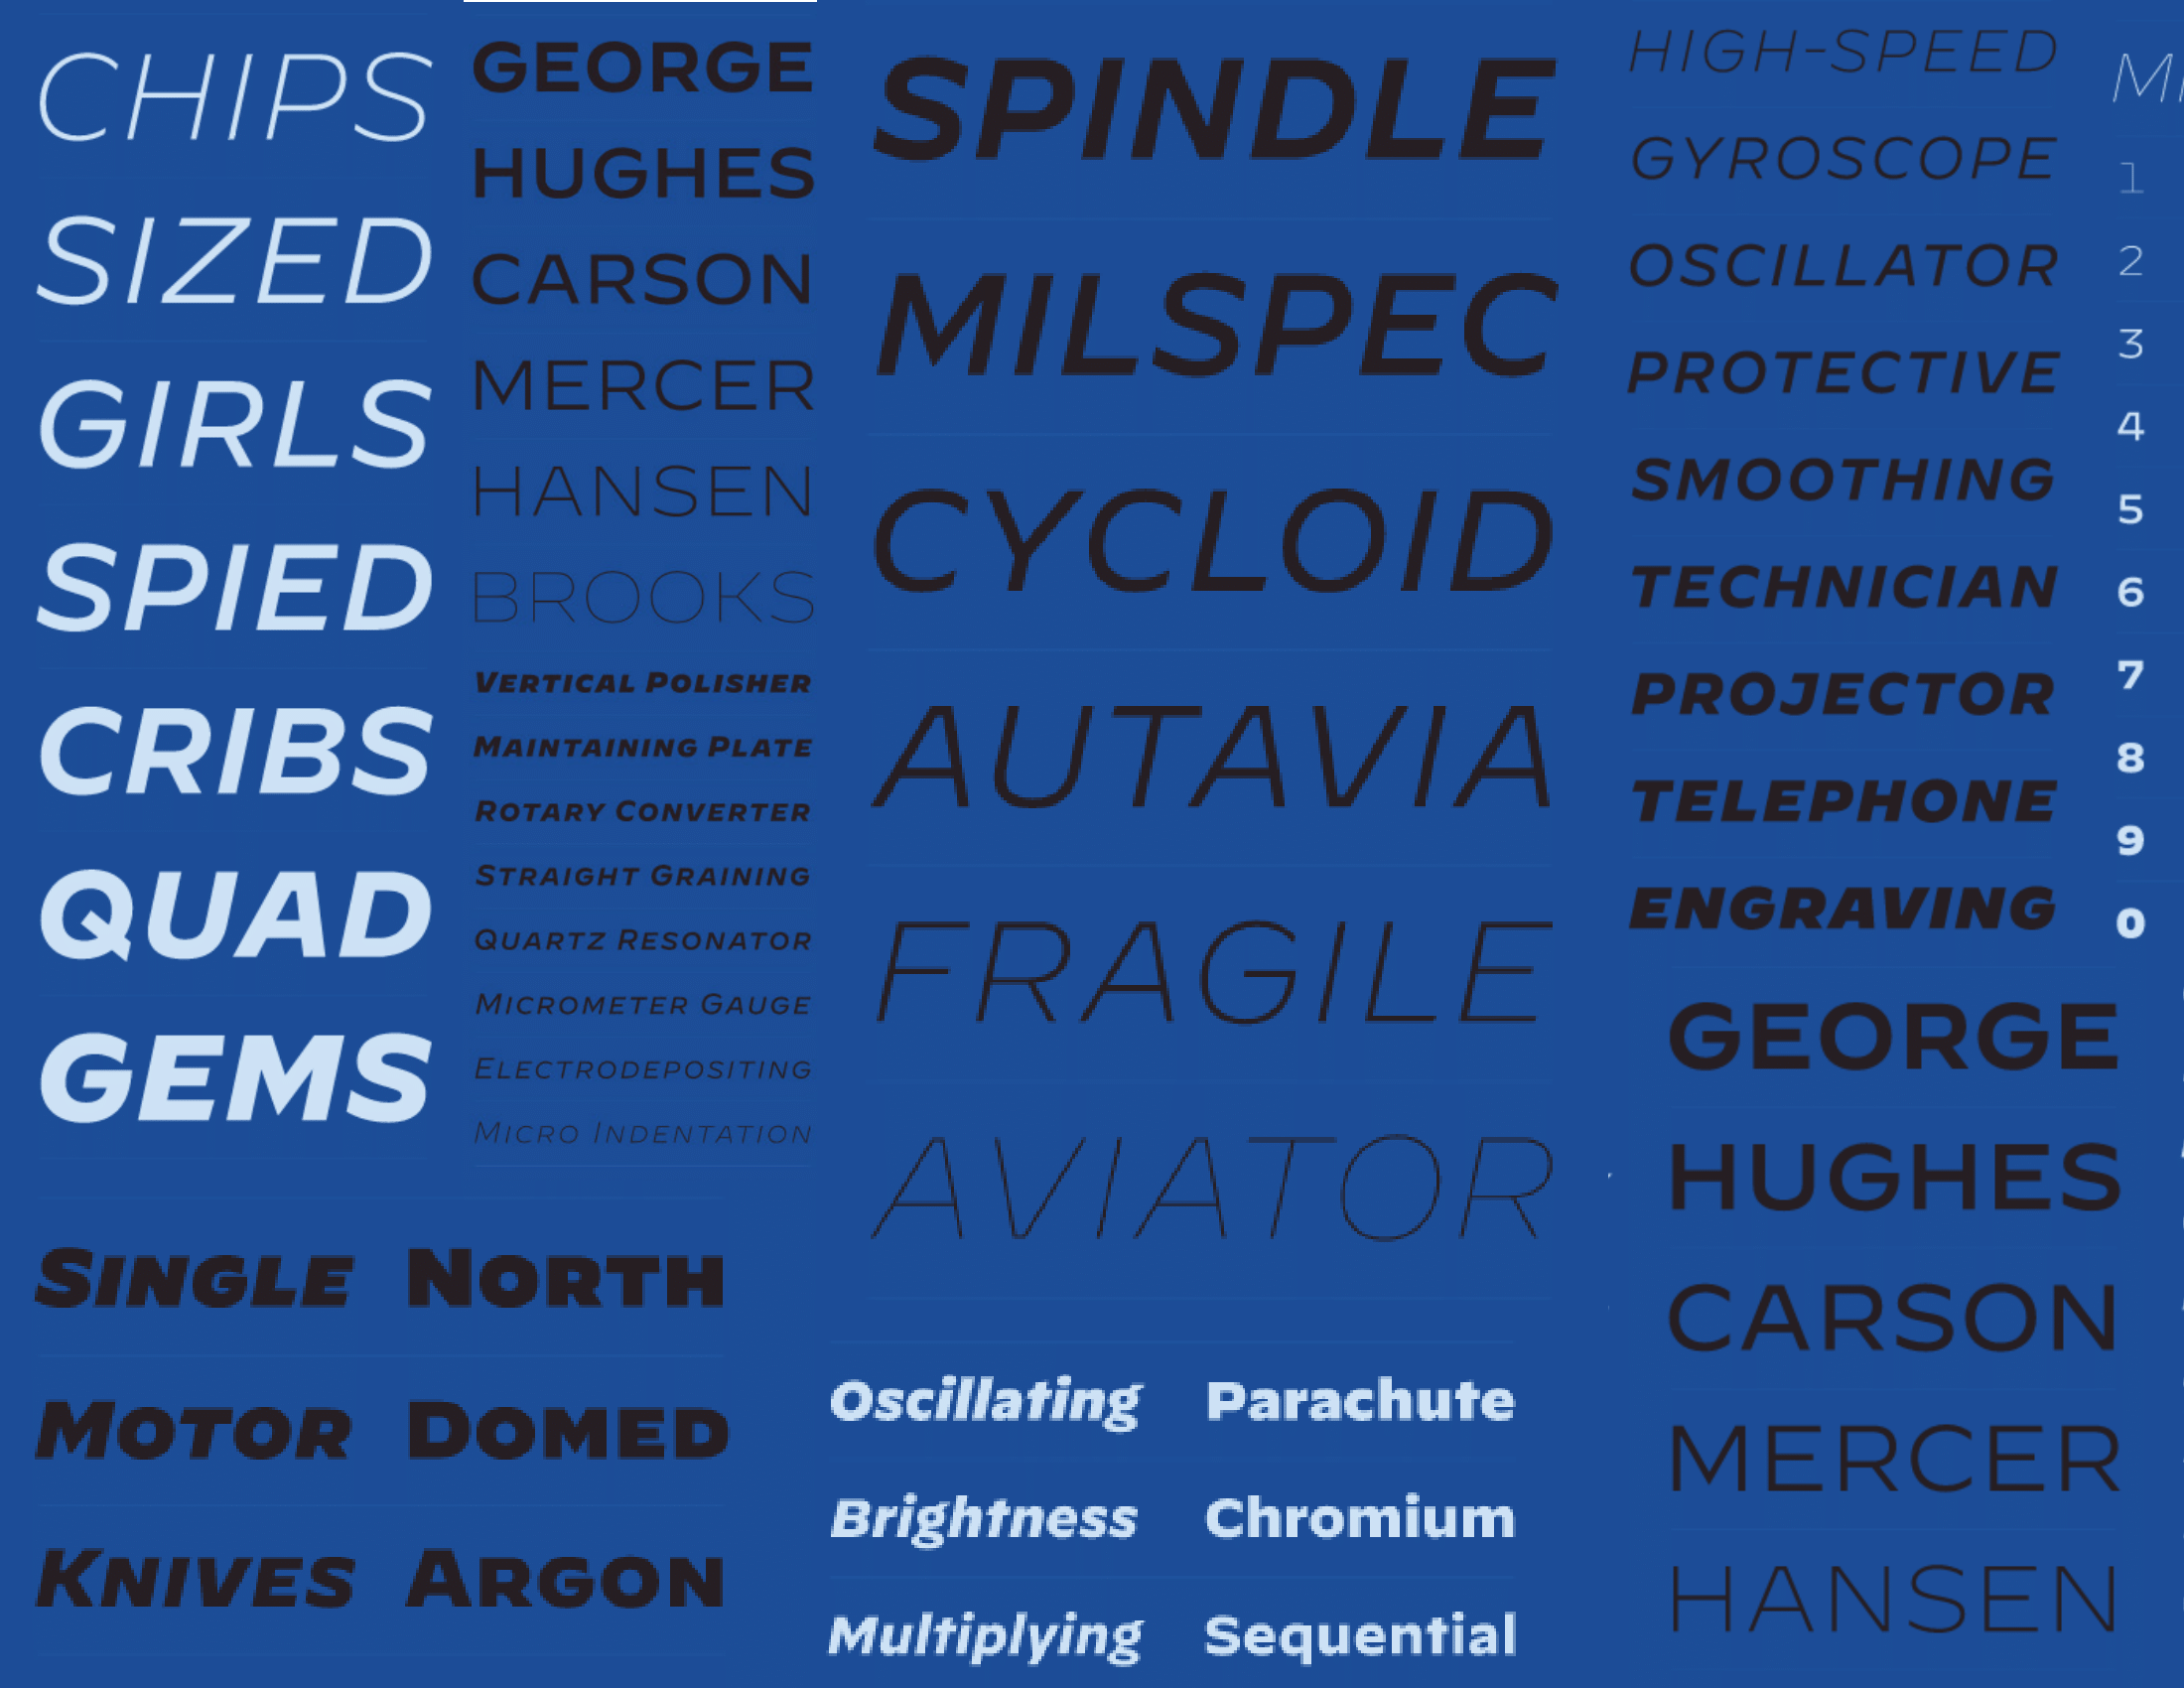 CHIPS
SIZED
GIRLS
SPIED
CRIBS
QUAD
GEMS
GEORGE
HUGHES
CARSON
MERCER
HANSEN
BROOKS
VERTICAL POLISHER
MAINTAINING PLATE
ROTARY CONVERTER
STRAIGHT GRAINING
QUARTZ RESONATOR
MICROMETER GAUGE
ELECTRODEPOSITING
MICRO INDENTATION
SINGLE NORTH
MOTOR DOMED
KNIVES ARGON
SPINDLE
MILSPEC
CYCLOID
AUTAVIA
FRAGILE
AVIATOR
Oscillating Parachute
Brightness Chromium
Multiplying Sequential
HIGH-SPEED
GYROSCOPE
OSCILLATOR
PROTECTIVE
SMOOTHING
TECHNICIAN
PROJECTOR
TELEPHONE
ENGRAVING
GEORGE
HUGHES
CARSON
MERCER
HANSEN
1
2
3
4
5
6
7
8
9
0